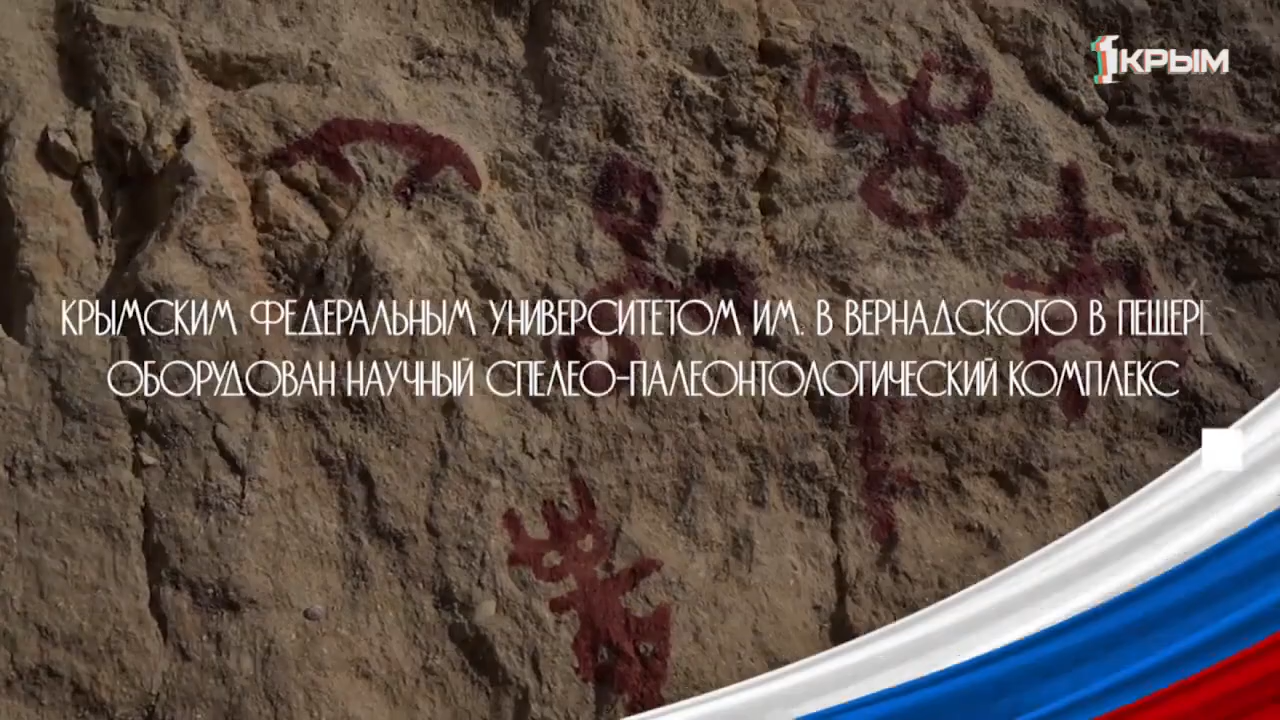 1КРЫМ
КРЫМСКИМ ФЕДЕРАЛЬНЫМ УНИВЕРСИТЕТОМ ИМ. В ВЕРНАДСКОГО В ПЕЩЕРЕ
ОБОРУДОВАН НАУЧНЫЙ СПЕЛЕО-ПАЛЕОНТОЛОГИЧЕСКИЙ КОМПЛЕКС